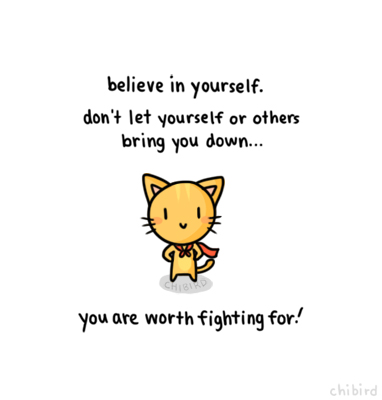 believe in yourself.
don't let yourself or others
bring you down...
CHIBIRD
you are worth fighting for!
chibird